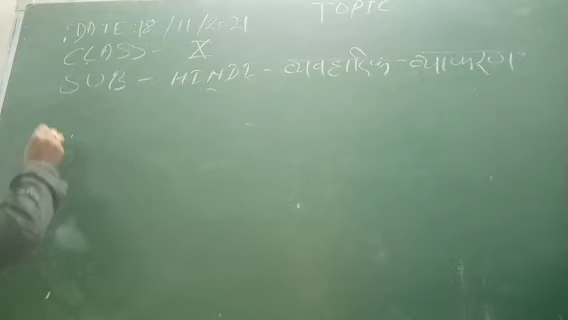 TOPIC
DATE:18/11/2021
CLASS- X
SUB - HINDI - व्यवहारिक-व्याकरण